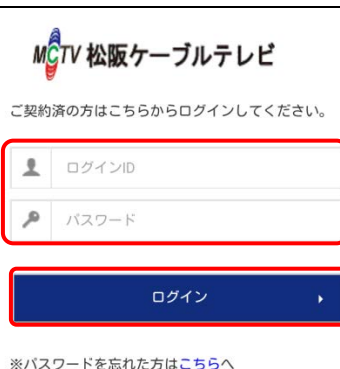 MCTV 松阪ケーブルテレビ
ご契約済の方はこちらからログインしてください。
ログインID
パスワード
ログイン
※パスワードを忘れた方はこちらへ